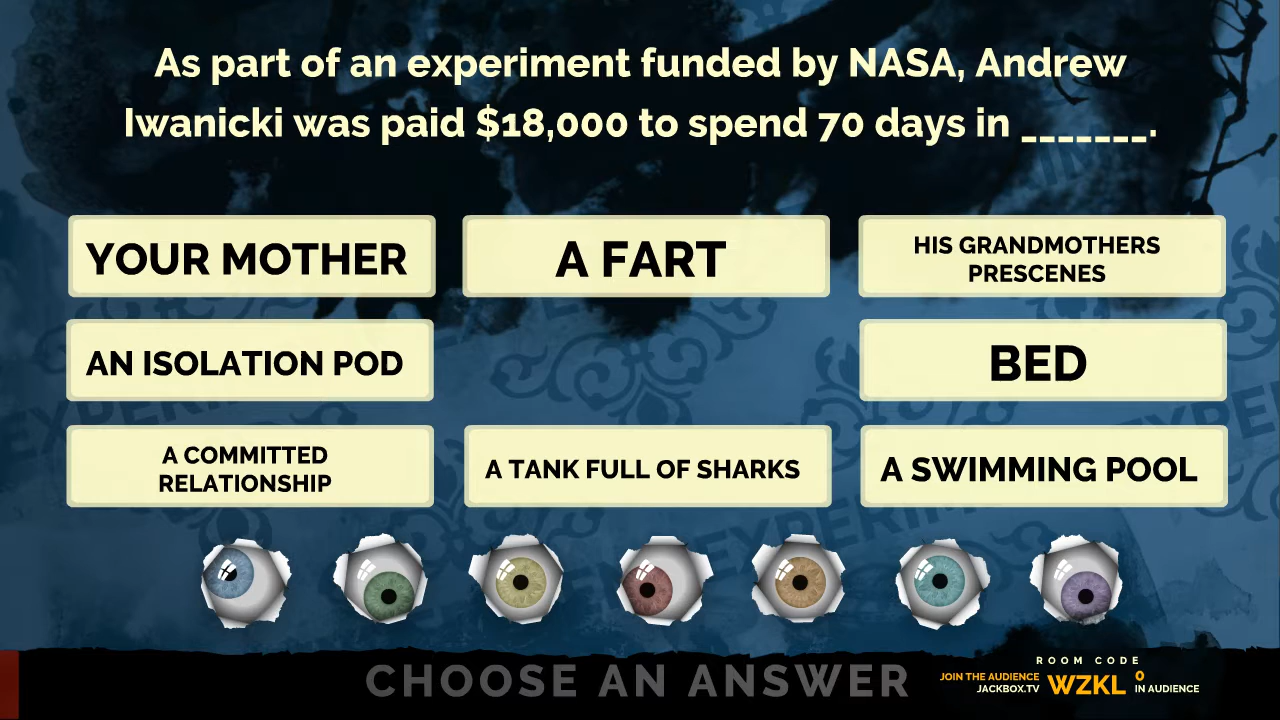 As part of an experiment funded by NASA, Andrew
Iwanicki was paid $18,000 to spend 70 days in _______.
YOUR MOTHER
A FART
HIS GRANDMOTHERS
PRESCENES
AN ISOLATION POD
BED
A COMMITTED
RELATIONSHIP
A TANK FULL OF SHARKS
A SWIMMING POOL
CHOOSE AN ANSWER
ROOM CODE
JOIN THE AUDIENCE
JACKBOX.TV
WZKL
0
IN AUDIENCE